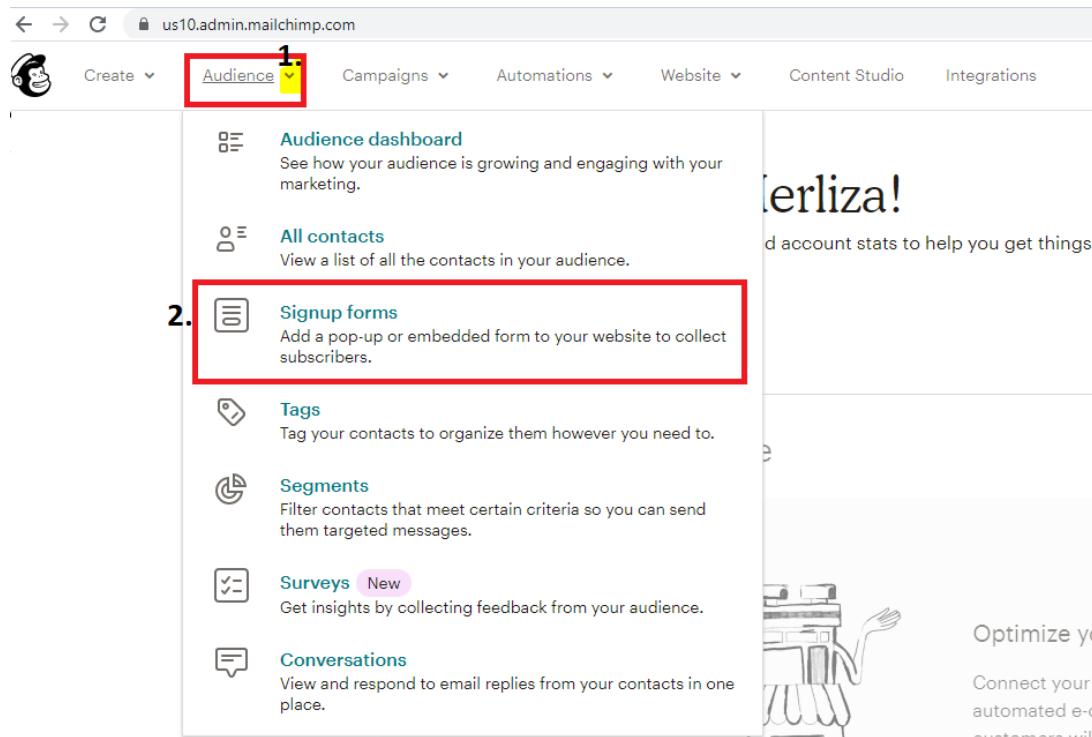 us10.admin.mailchimp.com
1.
Create Audience Campaigns Automations Website Content Studio Integrations
Audience dashboard
See how your audience is growing and engaging with your
marketing.
erliza!
All contacts
d account stats to help you get things
View a list of all the contacts in your audience.
2.
Signup forms
Add a pop-up or embedded form to your website to collect
subscribers.
Tags
Tag your contacts to organize them however you need to.
e
Segments
Filter contacts that meet certain criteria so you can send
them targeted messages.
Surveys New
Get insights by collecting feedback from your audience.
Optimize yo
Conversations
View and respond to email replies from your contacts in one
place.
Connect your
automated e-c